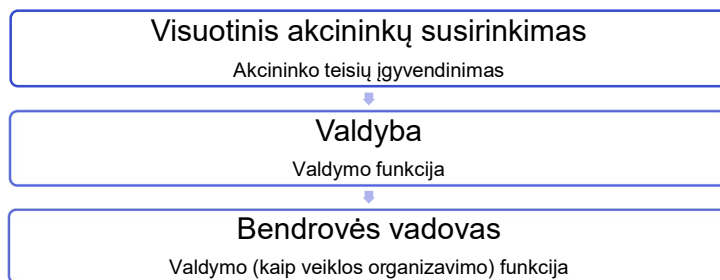 Visuotinis akcininkų susirinkimas
Akcininko teisių įgyvendinimas
Valdyba
Valdymo funkcija
Bendrovės vadovas
Valdymo (kaip veiklos organizavimo) funkcija